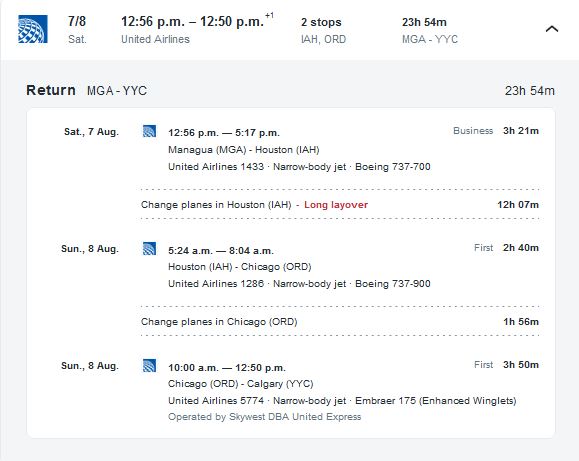 7/8 12:56 p.m. – 12:50 p.m.+1 2 stops 23h 54m
Sat. United Airlines IAH, ORD MGA - YYC
Return MGA - YYC 23h 54m
Sat., 7 Aug. 12:56 p.m. — 5:17 p.m. Business 3h 21m
Managua (MGA) - Houston (IAH)
United Airlines 1433 · Narrow-body jet · Boeing 737-700
Change planes in Houston (IAH) - Long layover 12h 07m
Sun., 8 Aug. 5:24 a.m. — 8:04 a.m. First 2h 40m
Houston (IAH) - Chicago (ORD)
United Airlines 1286 · Narrow-body jet · Boeing 737-900
Change planes in Chicago (ORD) 1h 56m
Sun., 8 Aug. 10:00 a.m. — 12:50 p.m. First 3h 50m
Chicago (ORD) - Calgary (YYC)
United Airlines 5774 · Narrow-body jet · Embraer 175 (Enhanced Winglets)
Operated by Skywest DBA United Express